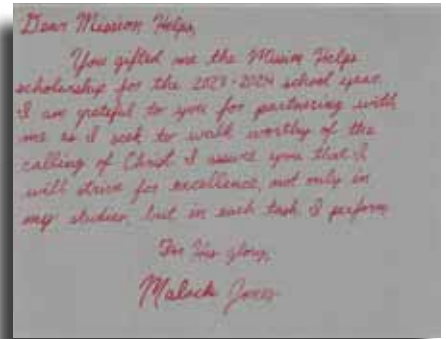 Dear Mission Helps,
You gifted me the Mission Helps
scholarship for the 2023-2024 school year.
I am grateful to you for partnering with
me as I seek to walk worthy of the
calling of Christ. I assure you that I
will strive for excellence, not only in
my studies, but in each task I perform.
For His glory,
Malock Jones